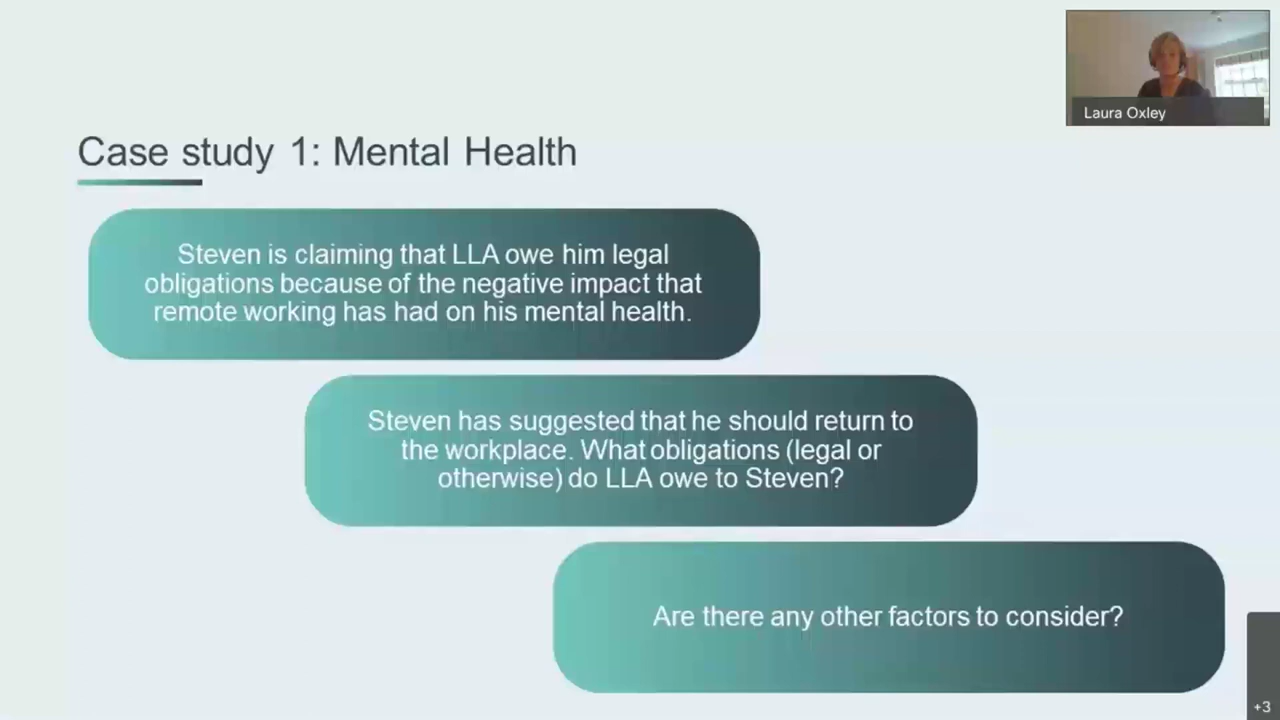 Laura Oxley
Case study 1: Mental Health
Steven is claiming that LLA owe him legal
obligations because of the negative impact that
remote working has had on his mental health.
Steven has suggested that he should return to
the workplace. What obligations (legal or
otherwise) do LLA owe to Steven?
Are there any other factors to consider?
+3